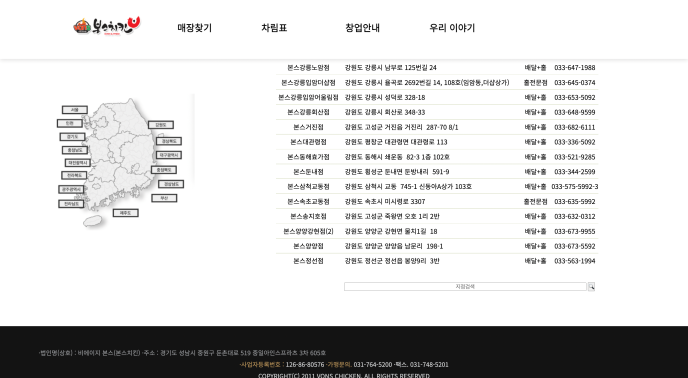 본스치킨
매장찾기 차림표 창업안내 우리 이야기
본스강릉노암점 강원도 강릉시 남부로 125번길 24 배달+홀 033-647-1988
본스강릉입암더샵점 강원도 강릉시 율곡로 2692번길 14, 108호(입암동,더샵상가) 홀전문점 033-645-0374
본스강릉입암어울림점 강원도 강릉시 성덕로 328-18 배달+홀 033-653-5092
본스강릉회산점 강원도 강릉시 회산로 348-33 배달+홀 033-648-9599
본스거진점 강원도 고성군 거진읍 거진리 287-70 8/1 배달+홀 033-682-6111
본스대관령점 강원도 평창군 대관령면 대관령로 113 배달+홀 033-336-5092
본스동해효가점 강원도 동해시 쇄운동 82-3 1층 102호 배달+홀 033-521-9285
본스둔내점 강원도 횡성군 둔내면 둔방내리 591-9 배달+홀 033-344-2599
본스삼척교동점 강원도 삼척시 교동 745-1 신동아A상가 103호 배달+홀 033-575-5992-3
본스속초교동점 강원도 속초시 미시령로 3307 홀전문점 033-635-5992
본스송지호점 강원도 고성군 죽왕면 오호 1리 2반 배달+홀 033-632-0312
본스양양강현점(2) 강원도 양양군 강현면 물치1길 18 배달+홀 033-673-9955
본스양양점 강원도 양양군 양양읍 남문리 198-1 배달+홀 033-673-5592
본스정선점 강원도 정선군 정선읍 봉양9리 3반 배달+홀 033-563-1994
서울
인천
경기도
충청남도
대전광역시
전라북도
광주광역시
전라남도
강원도
경상북도
대구광역시
충청북도
경상남도
부산
제주도
지점검색
·법인명(상호) : 비에이지 본스(본스치킨) ·주소 : 경기도 성남시 중원구 둔촌대로 519 중일아인스프라츠 3차 605호
·사업자등록번호 : 126-86-80576 ·가맹문의. 031-764-5200 ·팩스. 031-748-5201
COPYRIGHT(C) 2011 VONS CHICKEN. ALL RIGHTS RESERVED